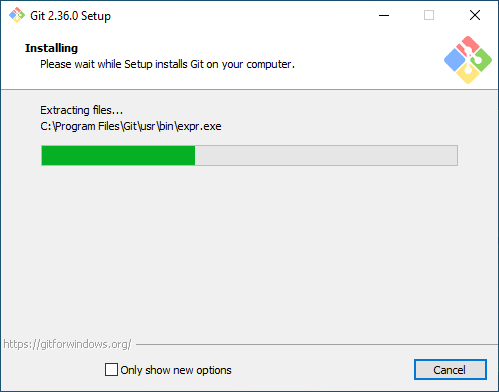 Git 2.36.0 Setup
Installing
Please wait while Setup installs Git on your computer.
Extracting files...
C:\Program Files\Git\usr\bin\expr.exe
https://gitforwindows.org/
Only show new options
Cancel